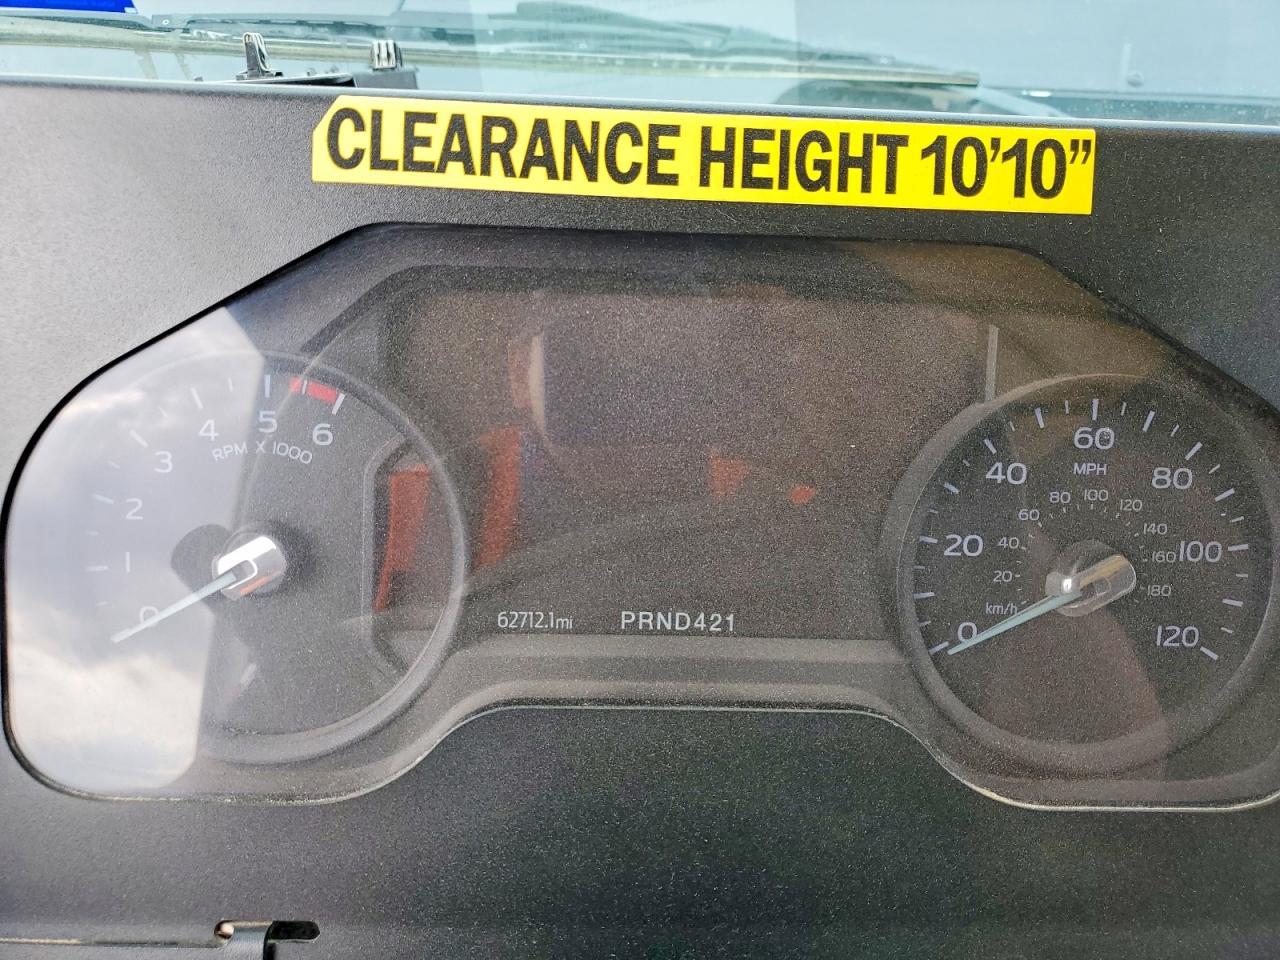 CLEARANCE HEIGHT 10'10"
0 1 2 3 4 5 6
RPM X 1000
62712.1mi
PRND421
0 20 40 60 80 100 120
MPH
20 40 60 80 100 120 140 160 180
km/h